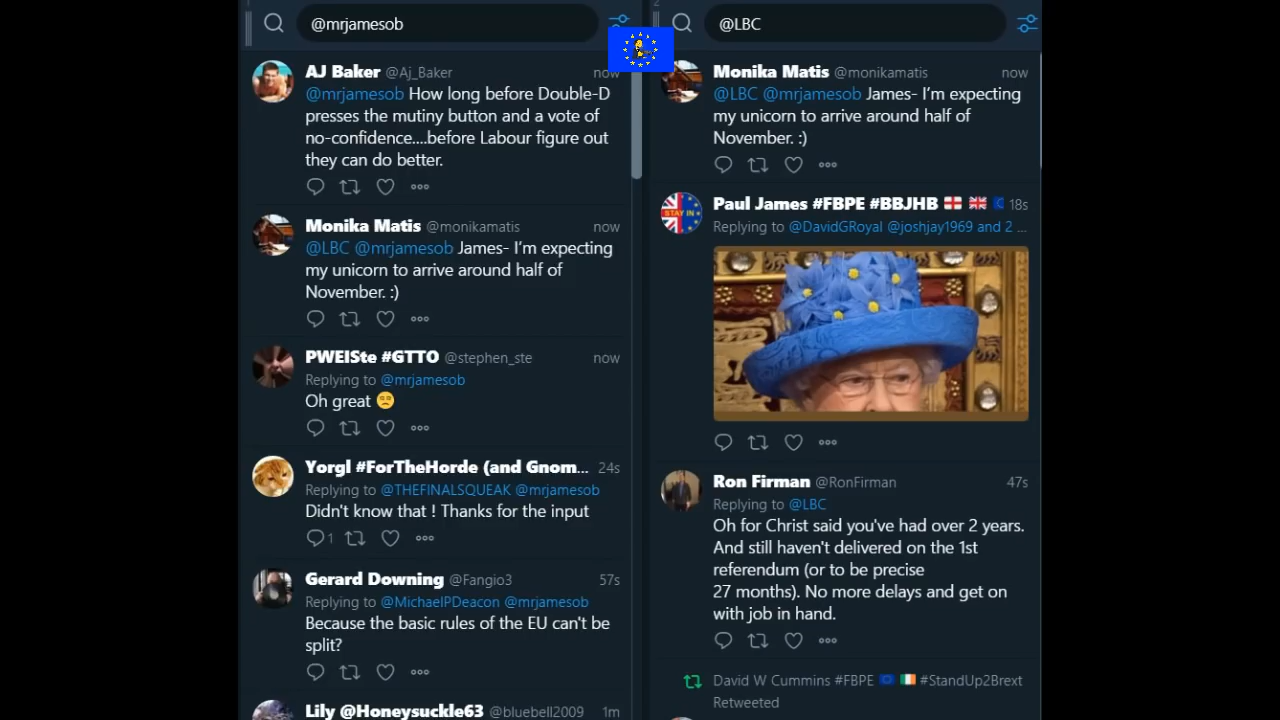 1
@mrjamesob
AJ Baker @Aj_Baker now
@mrjamesob How long before Double-D
presses the mutiny button and a vote of
no-confidence....before Labour figure out
they can do better.
Monika Matis @monikamatis now
@LBC @mrjamesob James- I’m expecting
my unicorn to arrive around half of
November. :)
PWEISte #GTTO @stephen_ste now
Replying to @mrjamesob
Oh great
Yorgl #ForTheHorde (and Gnom... 24s
Replying to @THEFINALSQUEAK @mrjamesob
Didn't know that ! Thanks for the input
1
Gerard Downing @Fangio3 57s
Replying to @MichaelPDeacon @mrjamesob
Because the basic rules of the EU can't be
split?
Lily @Honeysuckle63 @bluebell2009 1m
2
@LBC
Monika Matis @monikamatis now
@LBC @mrjamesob James- I’m expecting
my unicorn to arrive around half of
November. :)
STAY IN
Paul James #FBPE #BBJHB 18s
Replying to @DavidGRoyal @joshjay1969 and 2 ...
Ron Firman @RonFirman 47s
Replying to @LBC
Oh for Christ said you've had over 2 years.
And still haven't delivered on the 1st
referendum (or to be precise
27 months). No more delays and get on
with job in hand.
David W Cummins #FBPE #StandUp2Brext
Retweeted